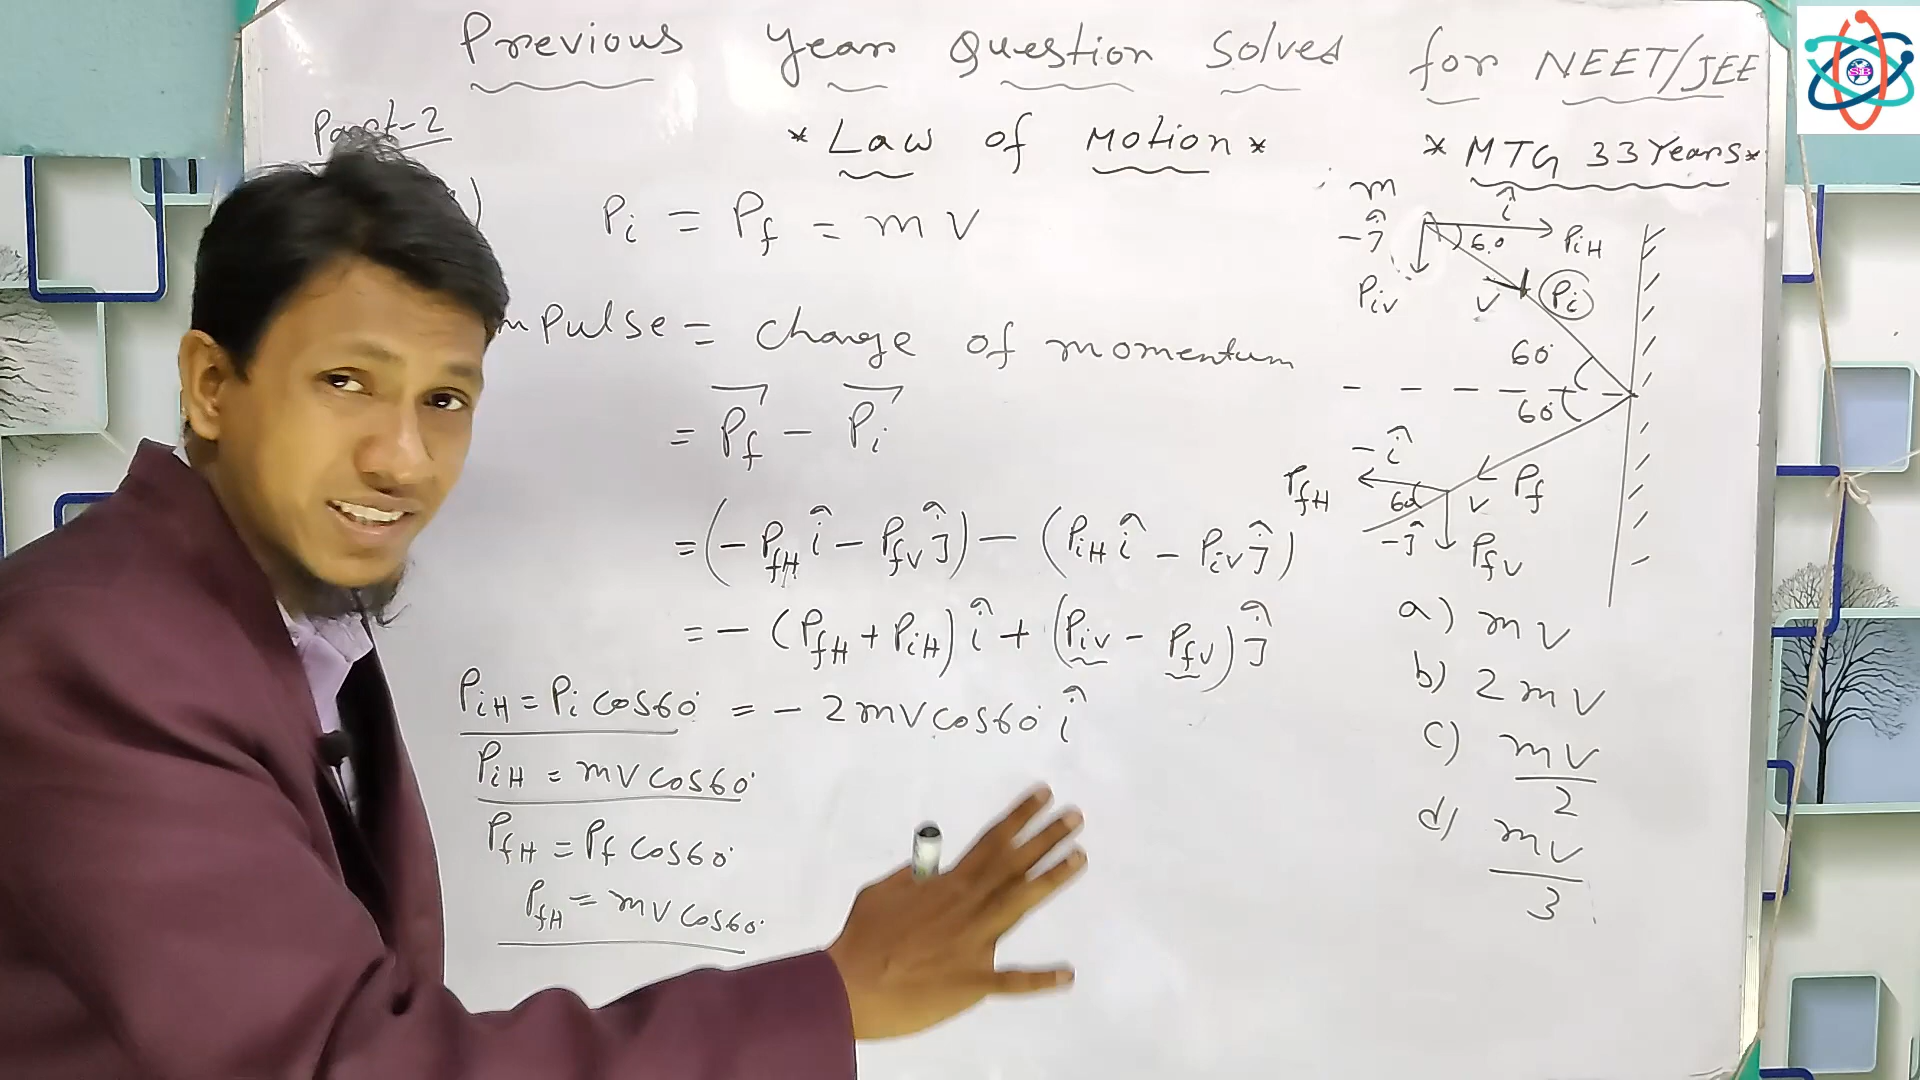 Previous Year Question Solved for NEET/JEE
Part-2
* Law of Motion *
* MTG 33 Years *
SB
Pi = Pf = mv
mpulse = Change of momentum
= \vec{Pf} - \vec{Pi}
= (-PfH î - Pfv ĵ) - (PiH î - Piv ĵ)
= - (PfH + PiH) î + (Piv - Pfv) ĵ
PiH = Pi cos60° = - 2mv cos60° î
PiH = mv cos60°
PfH = Pf cos60°
PfH = mv cos60°
m
î
-ĵ
60
PiH
Piv
v
Pi
60°
60°
-î
PfH
60
v
Pf
-ĵ
Pfv
a) mv
b) 2mv
c) mv/2
d) mv/3